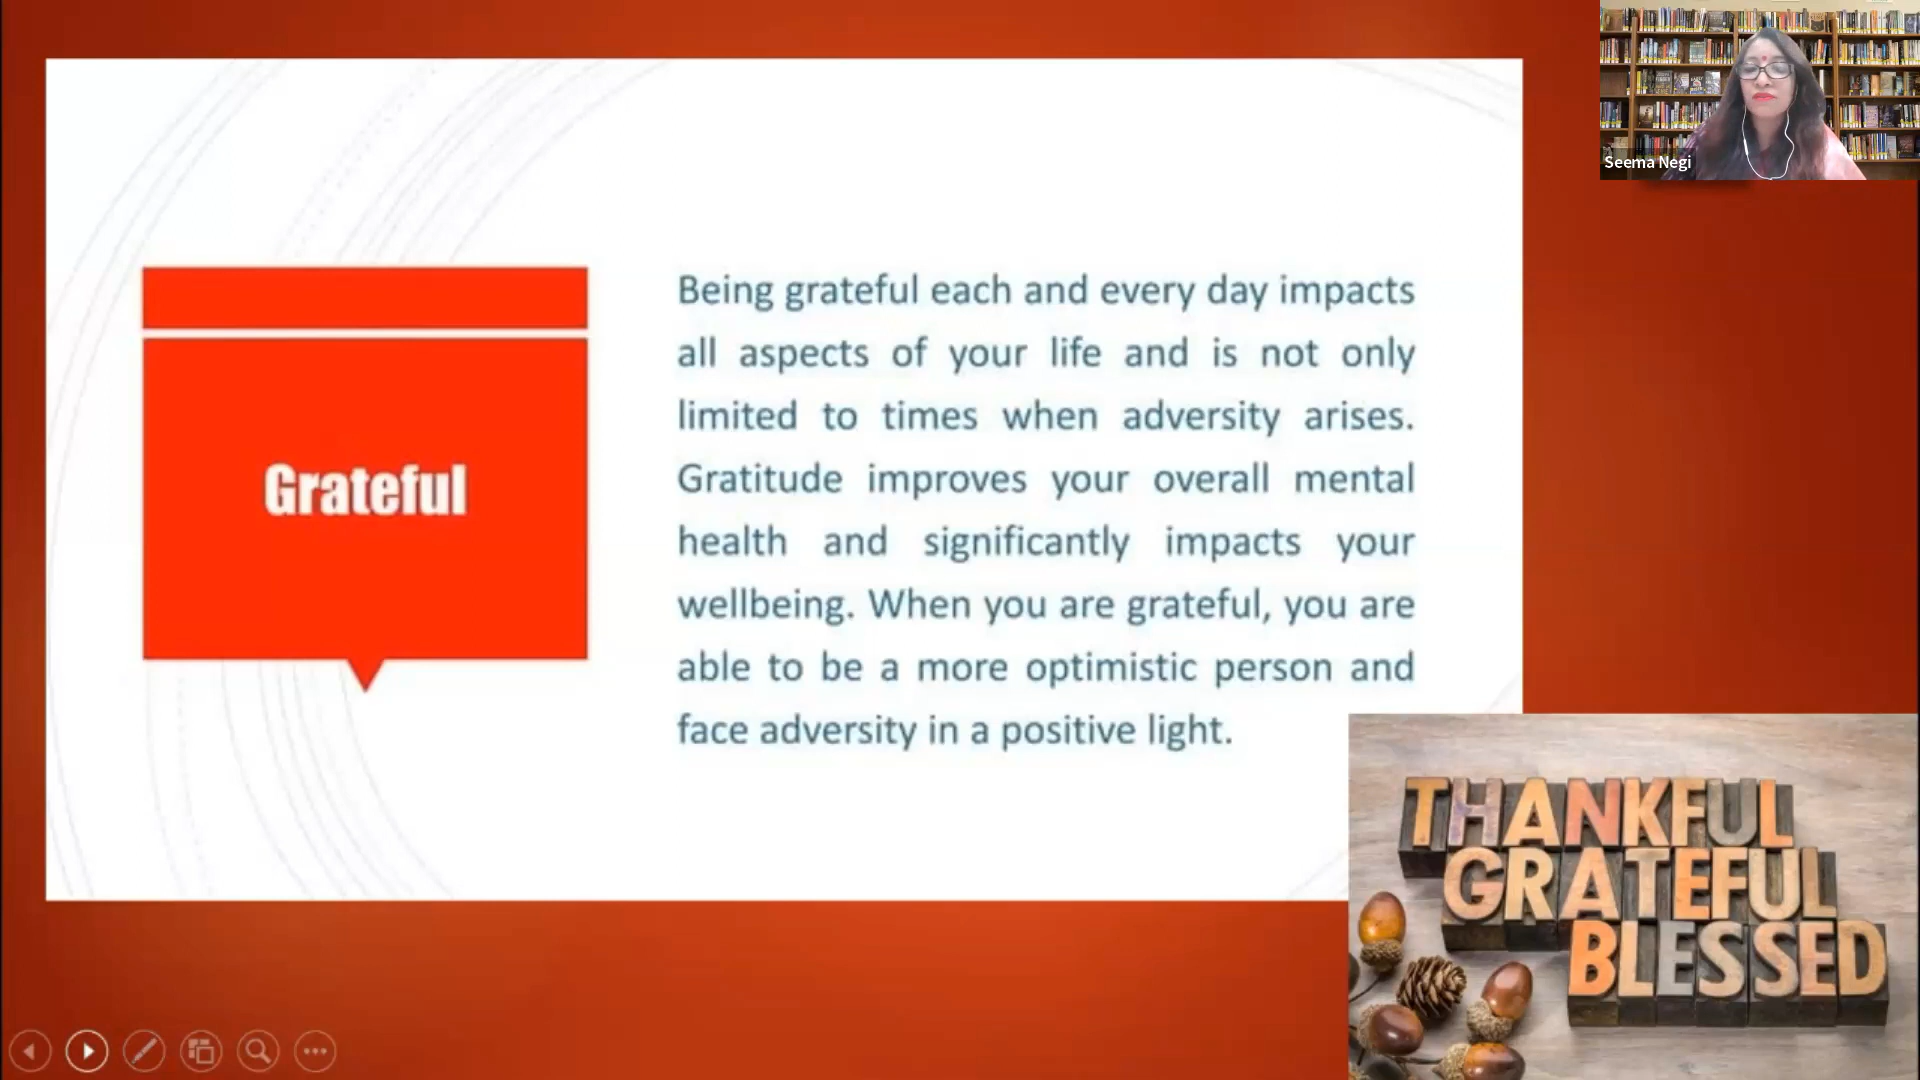 Seema Negi
Grateful
Being grateful each and every day impacts
all aspects of your life and is not only
limited to times when adversity arises.
Gratitude improves your overall mental
health and significantly impacts your
wellbeing. When you are grateful, you are
able to be a more optimistic person and
face adversity in a positive light.
THANKFUL
GRATEFUL
BLESSED